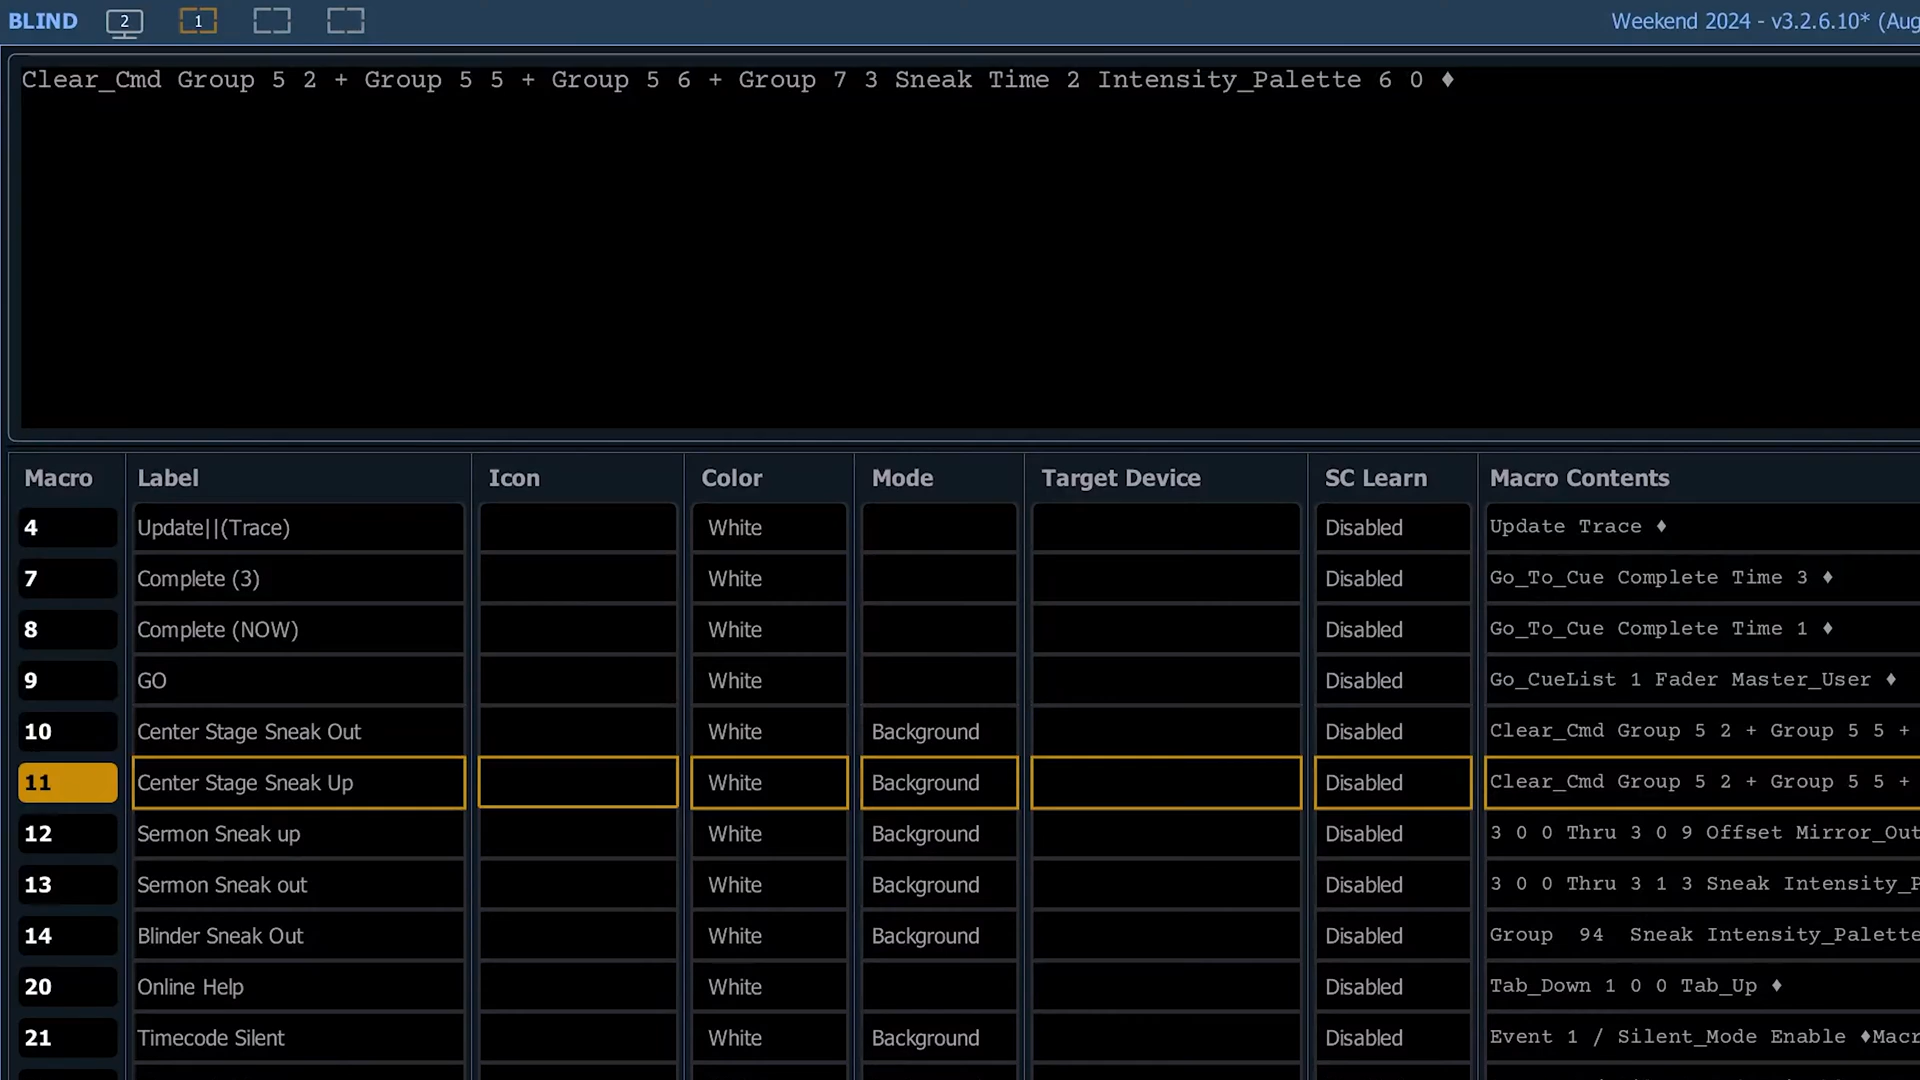 BLIND 2 1 Weekend 2024 - v3.2.6.10* (Aug
Clear_Cmd Group 5 2 + Group 5 5 + Group 5 6 + Group 7 3 Sneak Time 2 Intensity_Palette 6 0 ♦
Macro Label Icon Color Mode Target Device SC Learn Macro Contents
4 Update||(Trace) White Disabled Update Trace ♦
7 Complete (3) White Disabled Go_To_Cue Complete Time 3 ♦
8 Complete (NOW) White Disabled Go_To_Cue Complete Time 1 ♦
9 GO White Disabled Go_CueList 1 Fader Master_User ♦
10 Center Stage Sneak Out White Background Disabled Clear_Cmd Group 5 2 + Group 5 5 +
11 Center Stage Sneak Up White Background Disabled Clear_Cmd Group 5 2 + Group 5 5 +
12 Sermon Sneak up White Background Disabled 3 0 0 Thru 3 0 9 Offset Mirror_Out
13 Sermon Sneak out White Background Disabled 3 0 0 Thru 3 1 3 Sneak Intensity_P
14 Blinder Sneak Out White Background Disabled Group 94 Sneak Intensity_Palette
20 Online Help White Disabled Tab_Down 1 0 0 Tab_Up ♦
21 Timecode Silent White Background Disabled Event 1 / Silent_Mode Enable ♦Macr